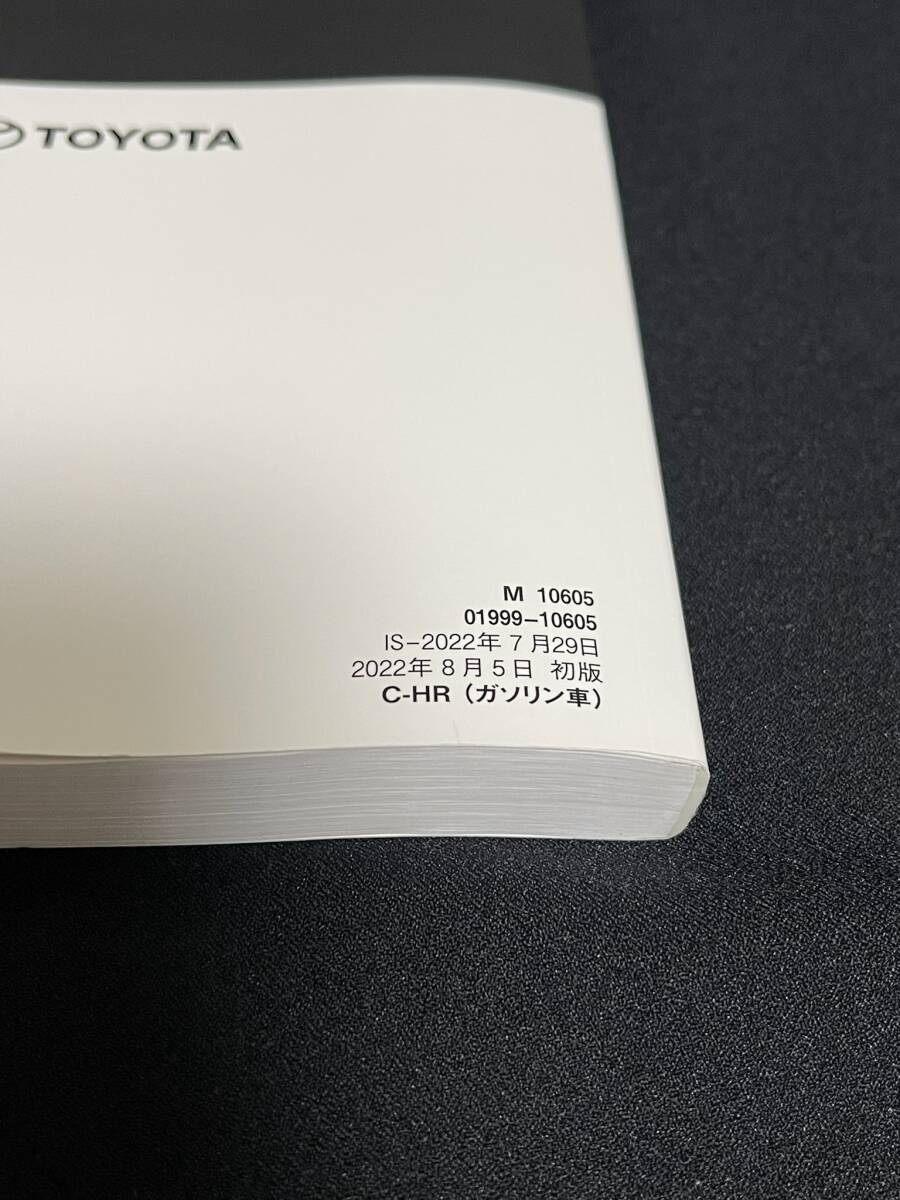 TOYOTA
M 10605
01999-10605
IS-2022年 7月29日
2022年 8月5日 初版
C-HR（ガソリン車）